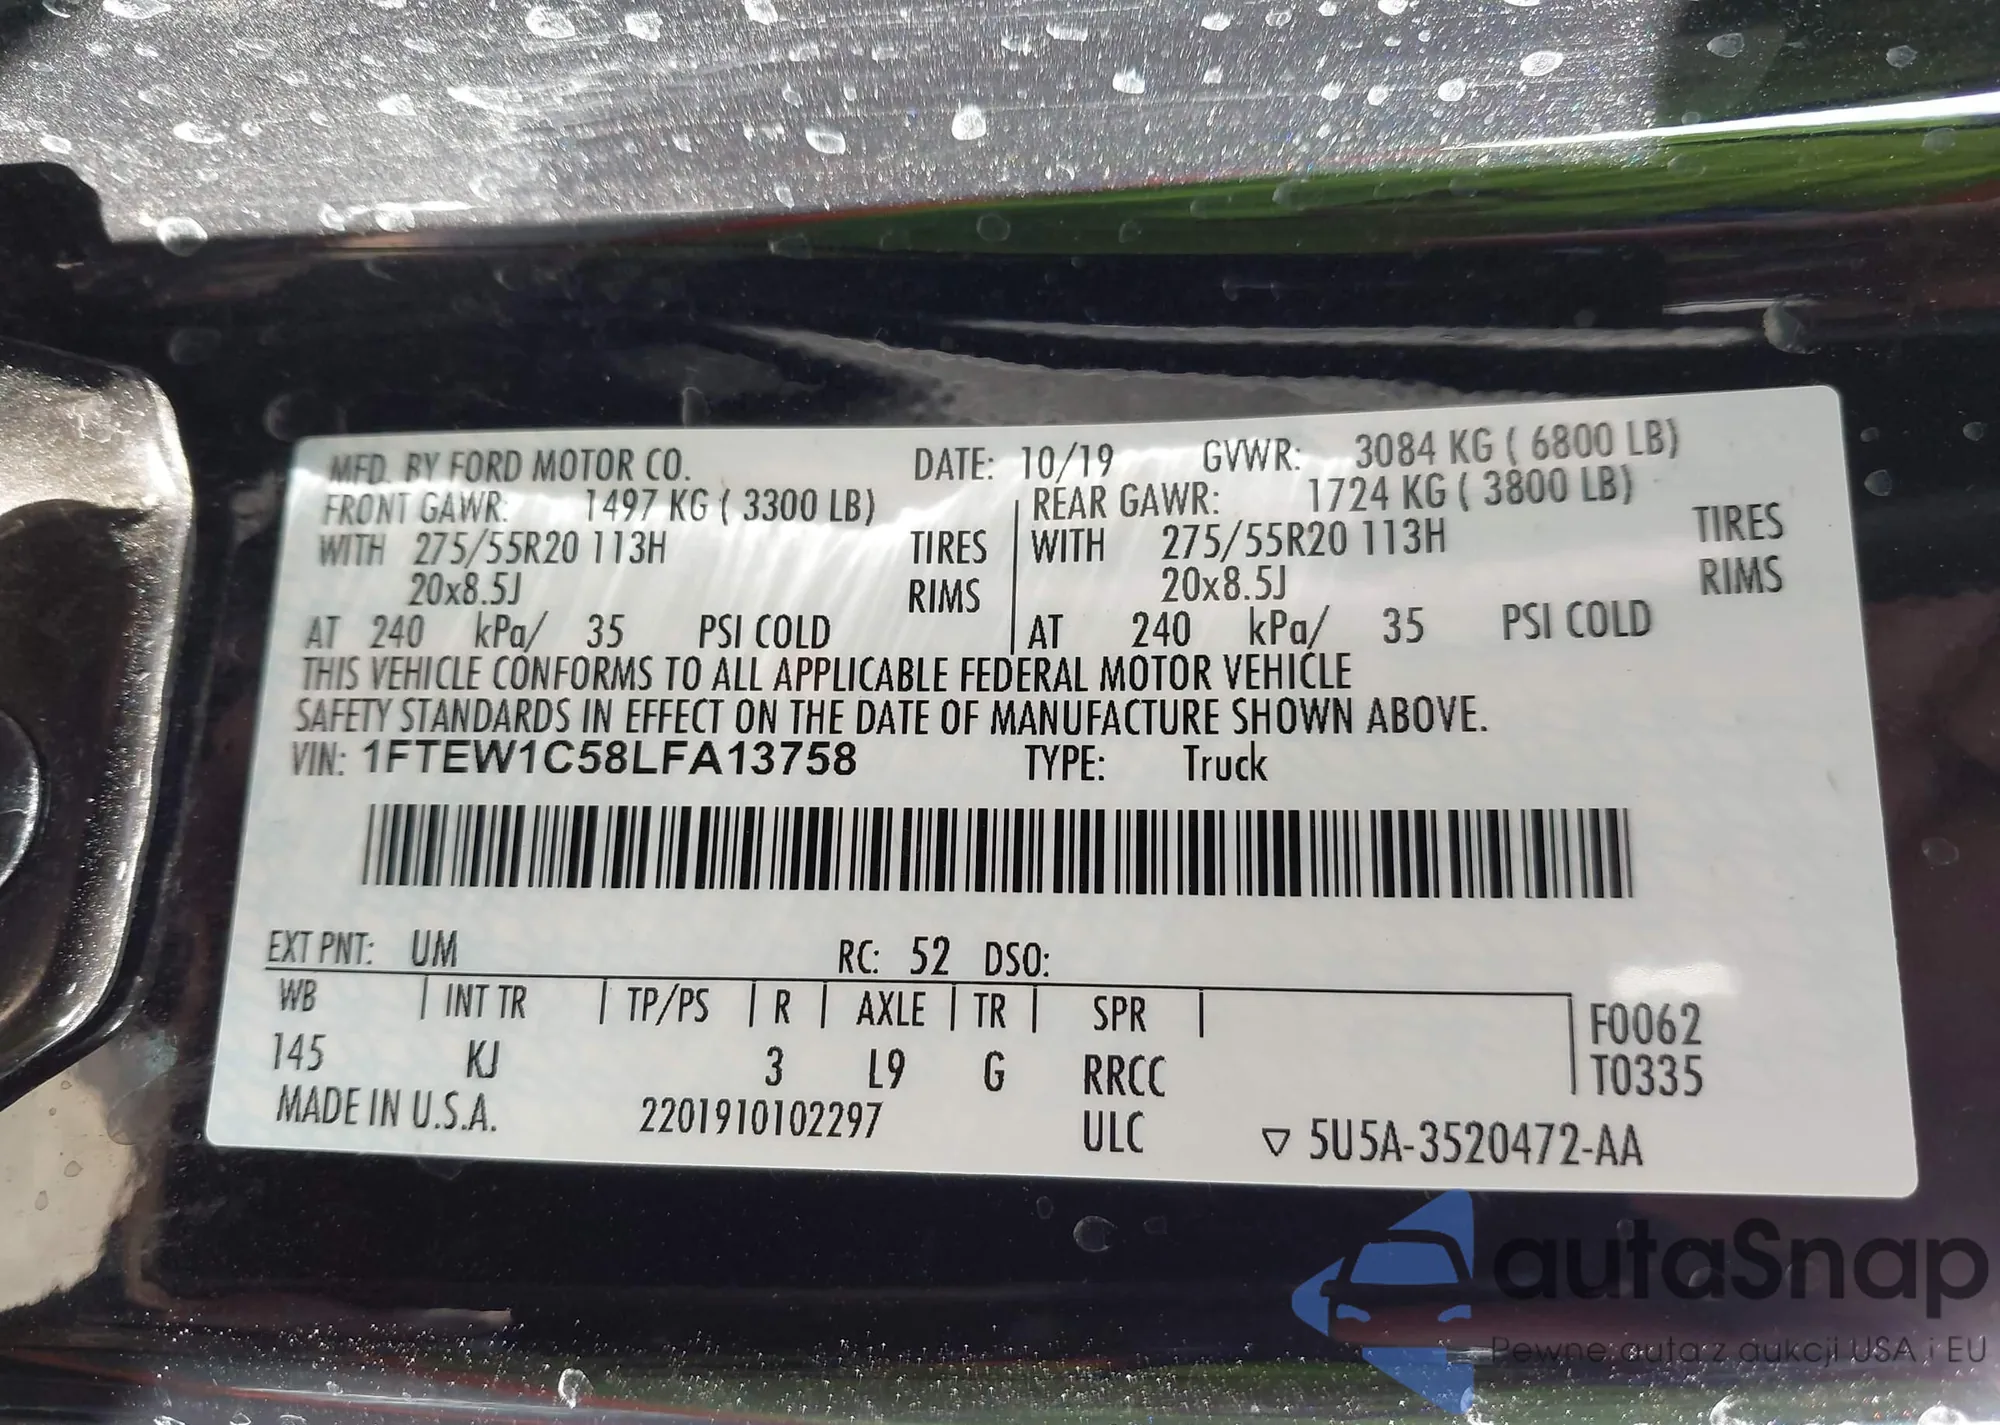 MFD. BY FORD MOTOR CO. DATE: 10/19 GVWR: 3084 KG ( 6800 LB)
FRONT GAWR: 1497 KG ( 3300 LB) REAR GAWR: 1724 KG ( 3800 LB)
WITH 275/55R20 113H TIRES WITH 275/55R20 113H TIRES
20x8.5J RIMS 20x8.5J RIMS
AT 240 kPa/ 35 PSI COLD AT 240 kPa/ 35 PSI COLD
THIS VEHICLE CONFORMS TO ALL APPLICABLE FEDERAL MOTOR VEHICLE
SAFETY STANDARDS IN EFFECT ON THE DATE OF MANUFACTURE SHOWN ABOVE.
VIN: 1FTEW1C58LFA13758 TYPE: Truck
EXT PNT: UM RC: 52 DSO:
WB INT TR TP/PS R AXLE TR SPR F0062
145 KJ 3 L9 G RRCC T0335
MADE IN U.S.A. 2201910102297 ULC ▽ 5U5A-3520472-AA
autaSnap
Pewne auta z aukcji USA i EU